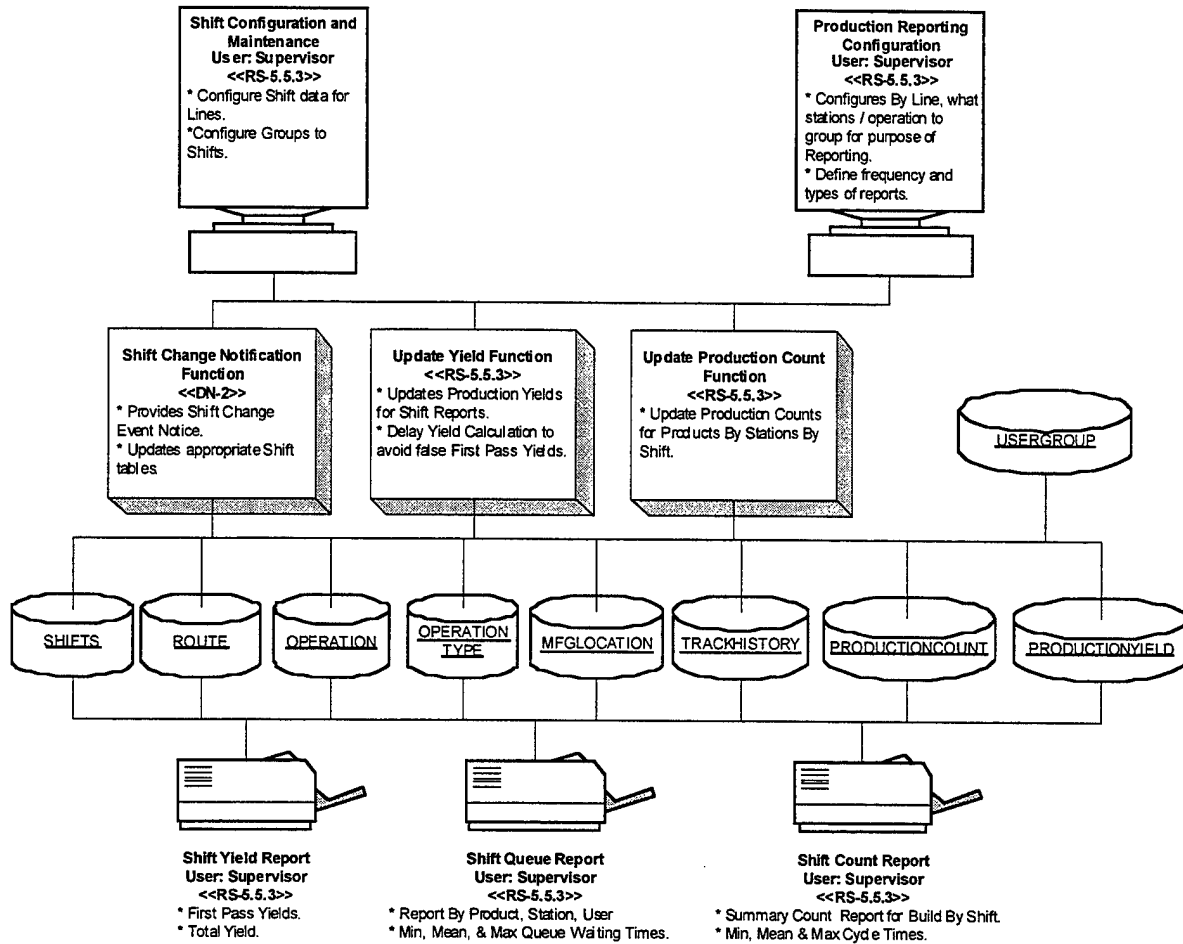 Shift Configuration and
Maintenance
User: Supervisor
<<RS-5.5.3>>
* Configure Shift data for
Lines.
*Configure Groups to
Shifts.
Production Reporting
Configuration
User: Supervisor
<<RS-5.5.3>>
* Configures By Line, what
stations / operation to
group for purpose of
Reporting.
* Define frequency and
types of reports.
Shift Change Notification
Function
<<DN-2>>
* Provides Shift Change
Event Notice.
* Updates appropriate Shift
tables.
Update Yield Function
<<RS-5.5.3>>
* Updates Production Yields
for Shift Reports.
* Delay Yield Calculation to
avoid false First Pass Yields.
Update Production Count
Function
<<RS-5.5.3>>
* Update Production Counts
for Products By Stations By
Shift.
USERGROUP
SHIFTS
ROUTE
OPERATION
OPERATION
TYPE
MFGLOCATION
TRACKHISTORY
PRODUCTIONCOUNT
PRODUCTIONYIELD
Shift Yield Report
User: Supervisor
<<RS-5.5.3>>
* First Pass Yields.
* Total Yield.
Shift Queue Report
User: Supervisor
<<RS-5.5.3>>
* Report By Product, Station, User
* Min, Mean, & Max Queue Waiting Times.
Shift Count Report
User: Supervisor
<<RS-5.5.3>>
* Summary Count Report for Build By Shift.
* Min, Mean & Max Cycle Times.